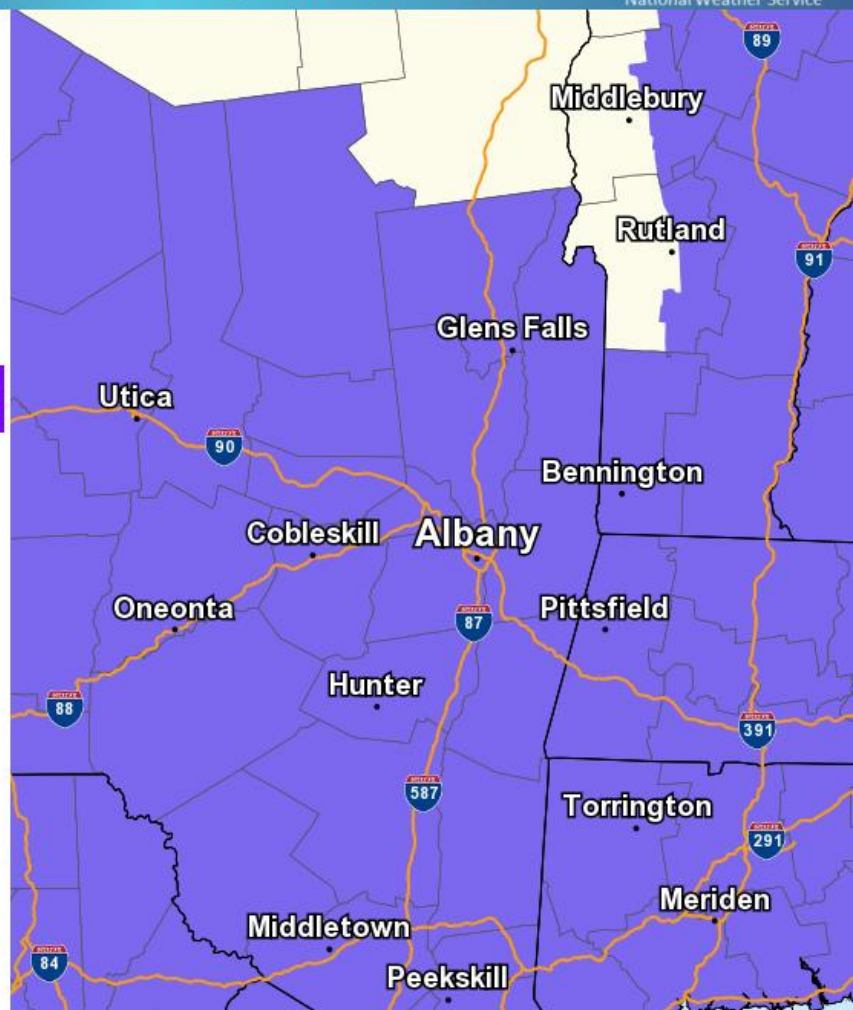 National Weather Service
89
Middlebury
Rutland
91
Glens Falls
Utica
90
Bennington
Cobleskill
Albany
Oneonta
87
Pittsfield
Hunter
88
391
587
Torrington
291
Meriden
Middletown
84
Peekskill